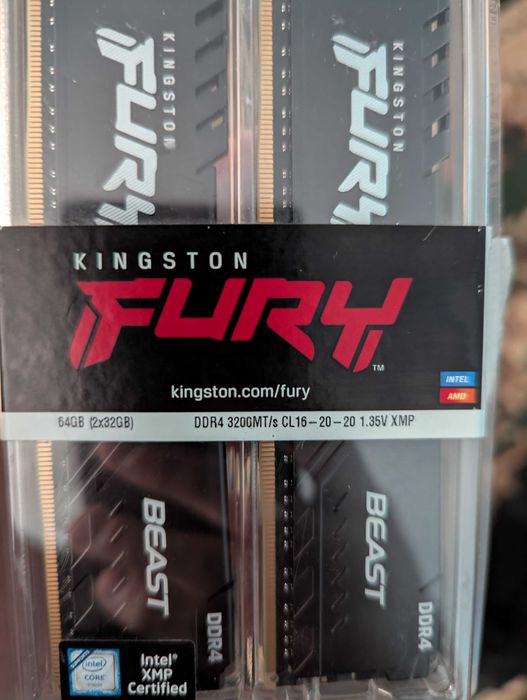 KINGSTON
FURY
KINGSTON
FURY
KINGSTON
FURY
TM
kingston.com/fury
INTEL
AMD
64GB (2x32GB)
DDR4 3200MT/s CL16-20-20 1.35V XMP
BEAST
DDR4
BEAST
DDR4
intel
CORE
Intel®
XMP
Certified